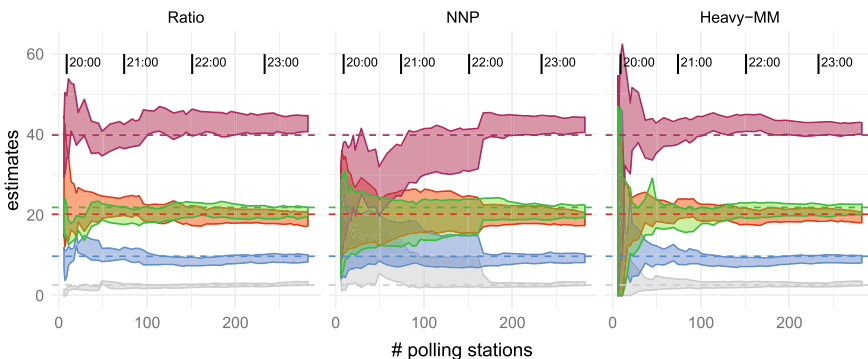 Ratio NNP Heavy−MM
60
20:00 21:00 22:00 23:00 20:00 21:00 22:00 23:00 20:00 21:00 22:00 23:00
40
estimates
20
0
0 100 200 0 100 200 0 100 200
# polling stations